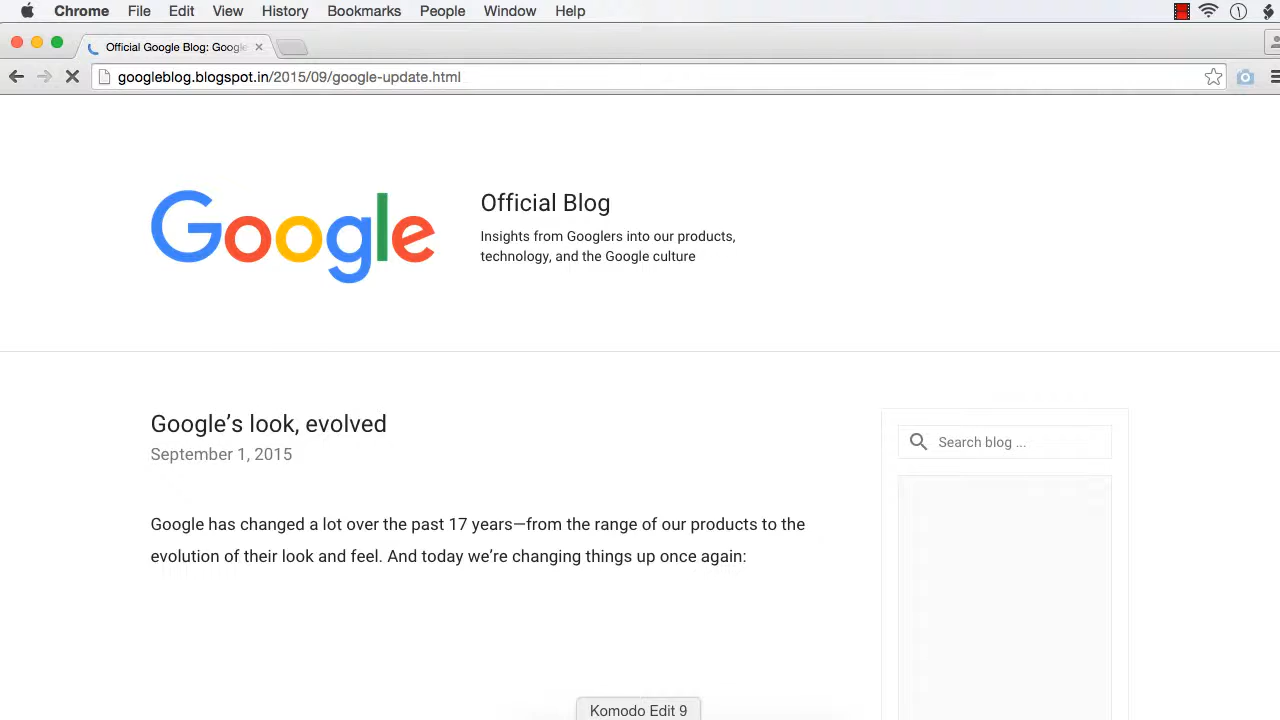 Chrome File Edit View History Bookmarks People Window Help
Official Google Blog: Google
googleblog.blogspot.in/2015/09/google-update.html
Google
Official Blog
Insights from Googlers into our products,
technology, and the Google culture
Google’s look, evolved
September 1, 2015
Search blog ...
Google has changed a lot over the past 17 years—from the range of our products to the
evolution of their look and feel. And today we’re changing things up once again:
Komodo Edit 9